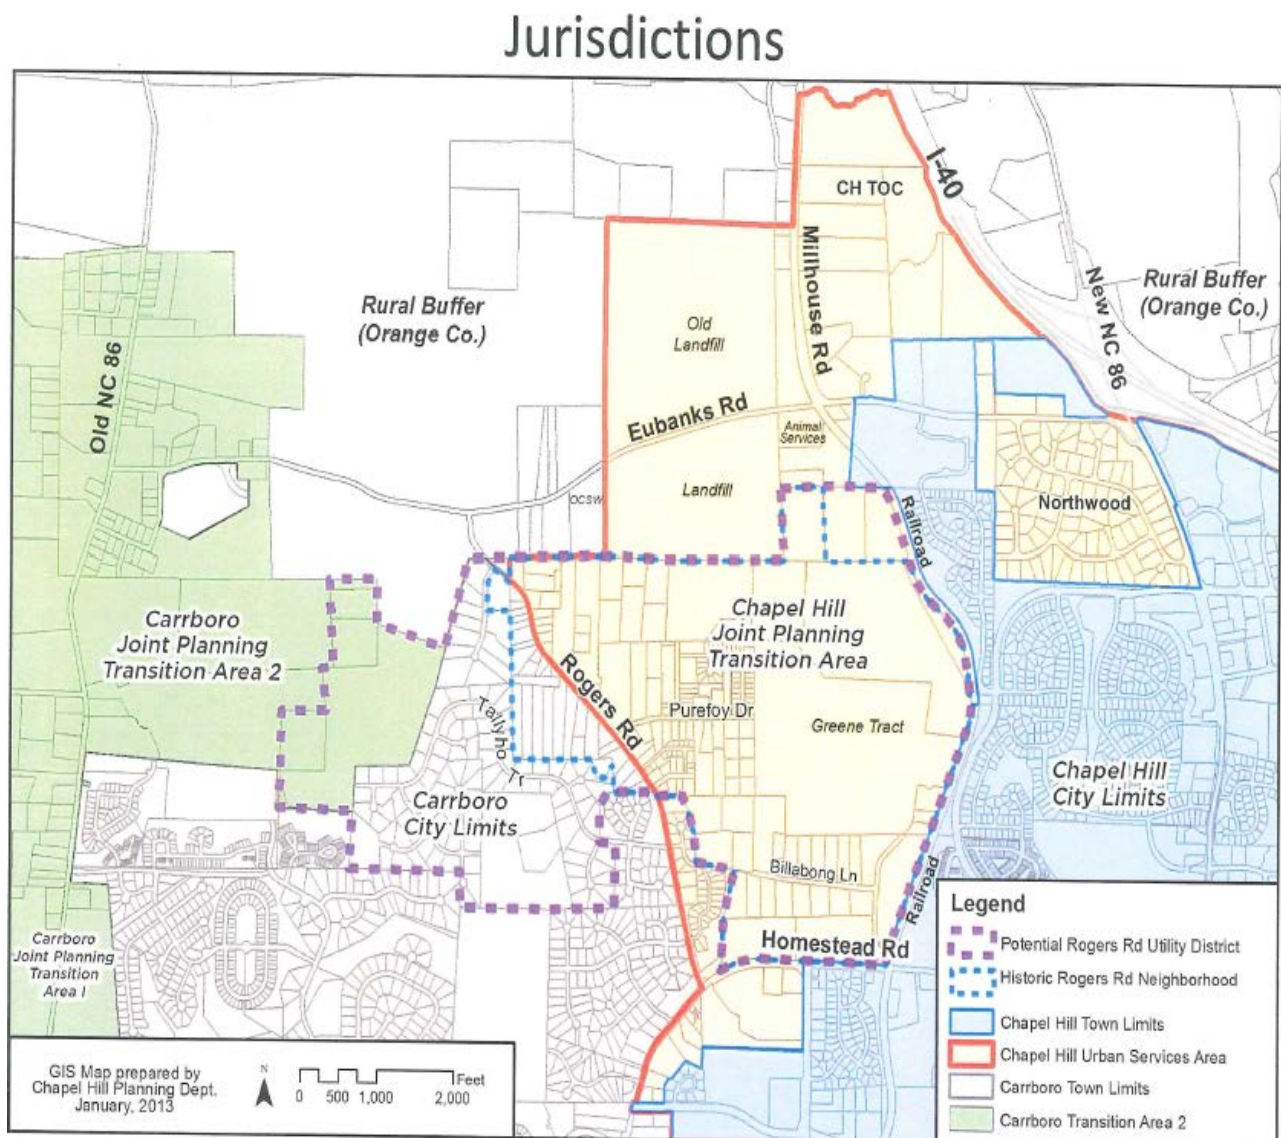 Jurisdictions
I-40
CH TOC
Millhouse Rd
New NC 86
Rural Buffer
(Orange Co.)
Rural Buffer
(Orange Co.)
Old NC 86
Old
Landfill
Eubanks Rd
Animal
Services
Landfill
OCSW
Northwood
Railroad
Carrboro
Joint Planning
Transition Area 2
Chapel Hill
Joint Planning
Transition Area
Rogers Rd
Purefoy Dr
Tallyho Tr
Greene Tract
Chapel Hill
City Limits
Carrboro
City Limits
Billabong Ln
Railroad
Homestead Rd
Carrboro
Joint Planning
Transition
Area I
Legend
Potential Rogers Rd Utility District
Historic Rogers Rd Neighborhood
Chapel Hill Town Limits
Chapel Hill Urban Services Area
Carrboro Town Limits
Carrboro Transition Area 2
GIS Map prepared by
Chapel Hill Planning Dept.
January, 2013
N
Feet
0 500 1,000 2,000